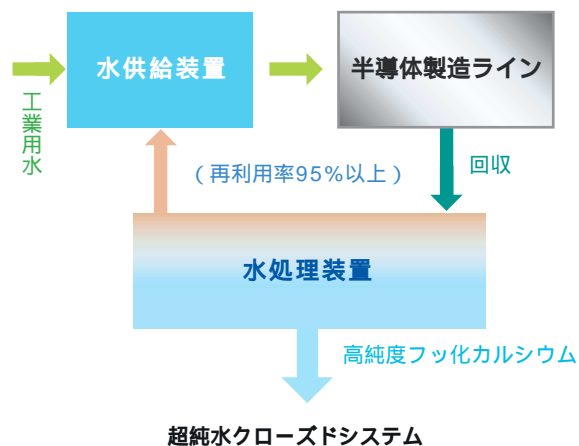 水供給装置
半導体製造ライン
工業用水
（再利用率95%以上）
回収
水処理装置
高純度フッ化カルシウム
超純水クローズドシステム